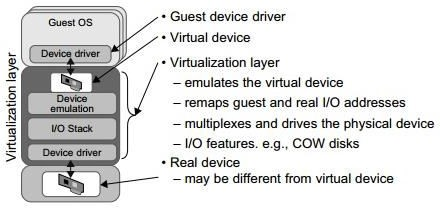 Guest OS
Device driver
Virtualization layer
Device
emulation
I/O Stack
Device driver
• Guest device driver
• Virtual device
• Virtualization layer
– emulates the virtual device
– remaps guest and real I/O addresses
– multiplexes and drives the physical device
– I/O features. e.g., COW disks
• Real device
– may be different from virtual device